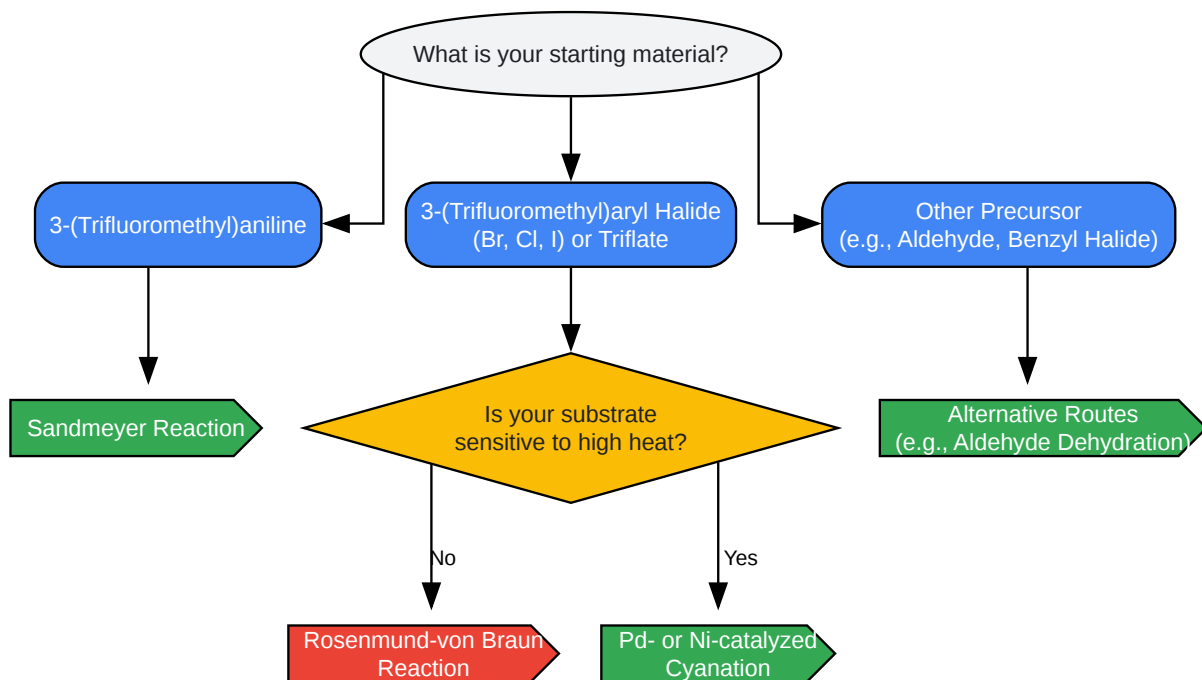 What is your starting material?
3-(Trifluoromethyl)aniline
3-(Trifluoromethyl)aryl Halide
(Br, Cl, I) or Triflate
Other Precursor
(e.g., Aldehyde, Benzyl Halide)
Sandmeyer Reaction
Is your substrate
sensitive to high heat?
Alternative Routes
(e.g., Aldehyde Dehydration)
No
Yes
Rosenmund-von Braun
Reaction
Pd- or Ni-catalyzed
Cyanation